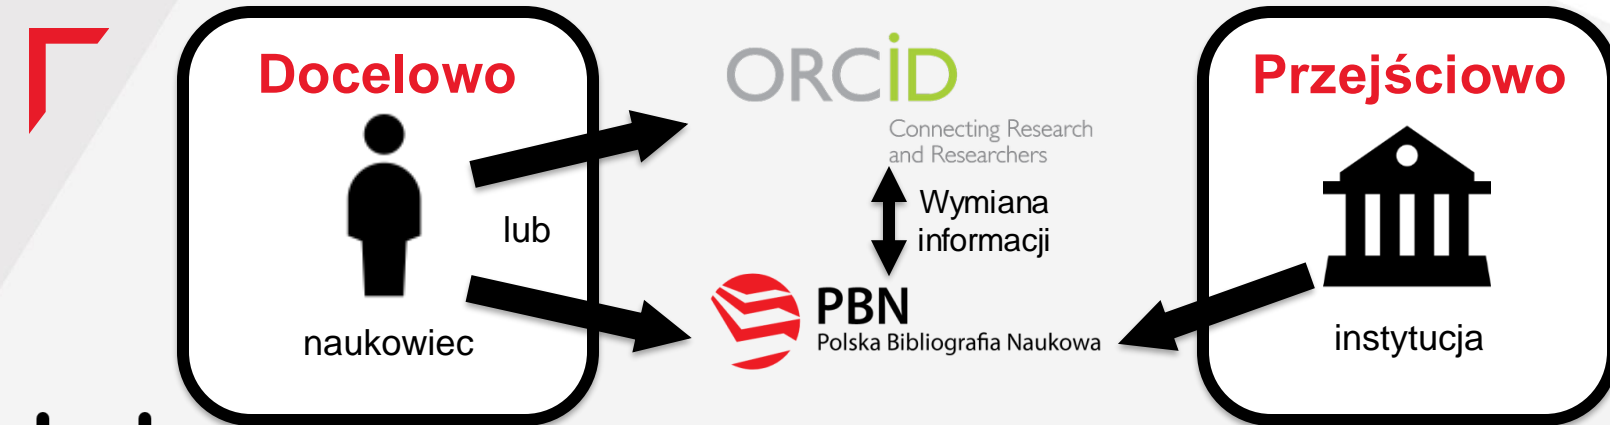 Docelowo
lub
naukowiec
ORCID
Connecting Research
and Researchers
Wymiana
informacji
PBN
Polska Bibliografia Naukowa
Przejściowo
instytucja